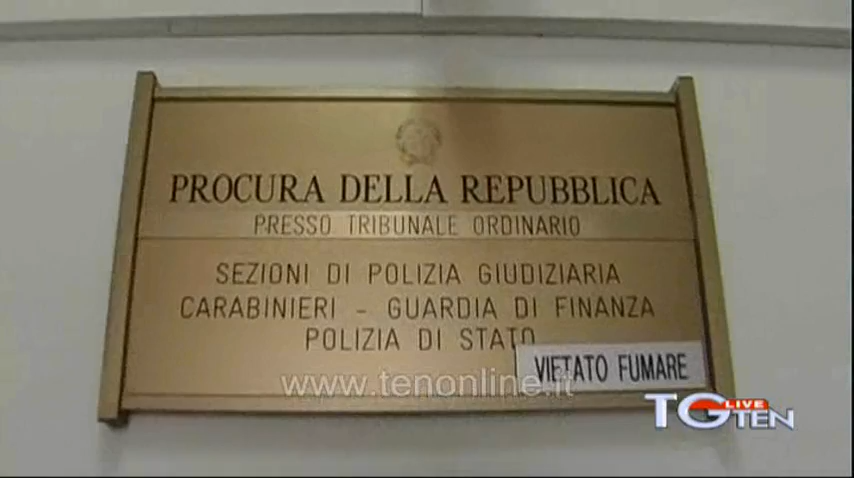 PROCURA DELLA REPUBBLICA
PRESSO TRIBUNALE ORDINARIO
SEZIONI DI POLIZIA GIUDIZIARIA
CARABINIERI - GUARDIA DI FINANZA
POLIZIA DI STATO
VIETATO FUMARE
www.tenonline.it
TG LIVE TEN